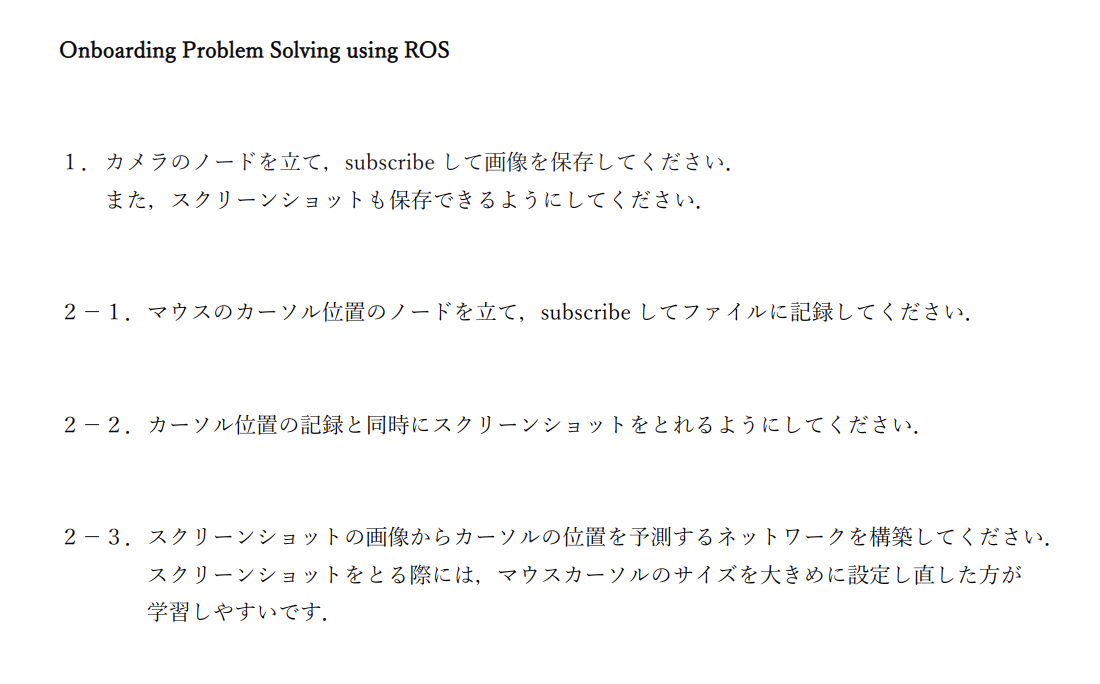 Onboarding Problem Solving using ROS
１．カメラのノードを立て，subscribe して画像を保存してください．
また，スクリーンショットも保存できるようにしてください．
２－１．マウスのカーソル位置のノードを立て，subscribe してファイルに記録してください．
２－２．カーソル位置の記録と同時にスクリーンショットをとれるようにしてください．
２－３．スクリーンショットの画像からカーソルの位置を予測するネットワークを構築してください．
スクリーンショットをとる際には，マウスカーソルのサイズを大きめに設定し直した方が
学習しやすいです．